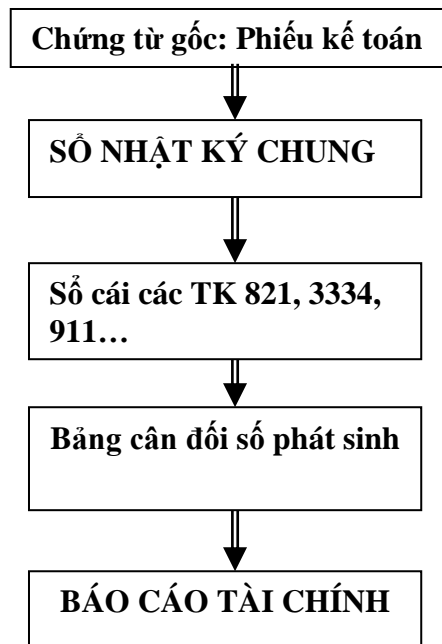 Chứng từ gốc: Phiếu kế toán
SỔ NHẬT KÝ CHUNG
Sổ cái các TK 821, 3334,
911…
Bảng cân đối số phát sinh
BÁO CÁO TÀI CHÍNH